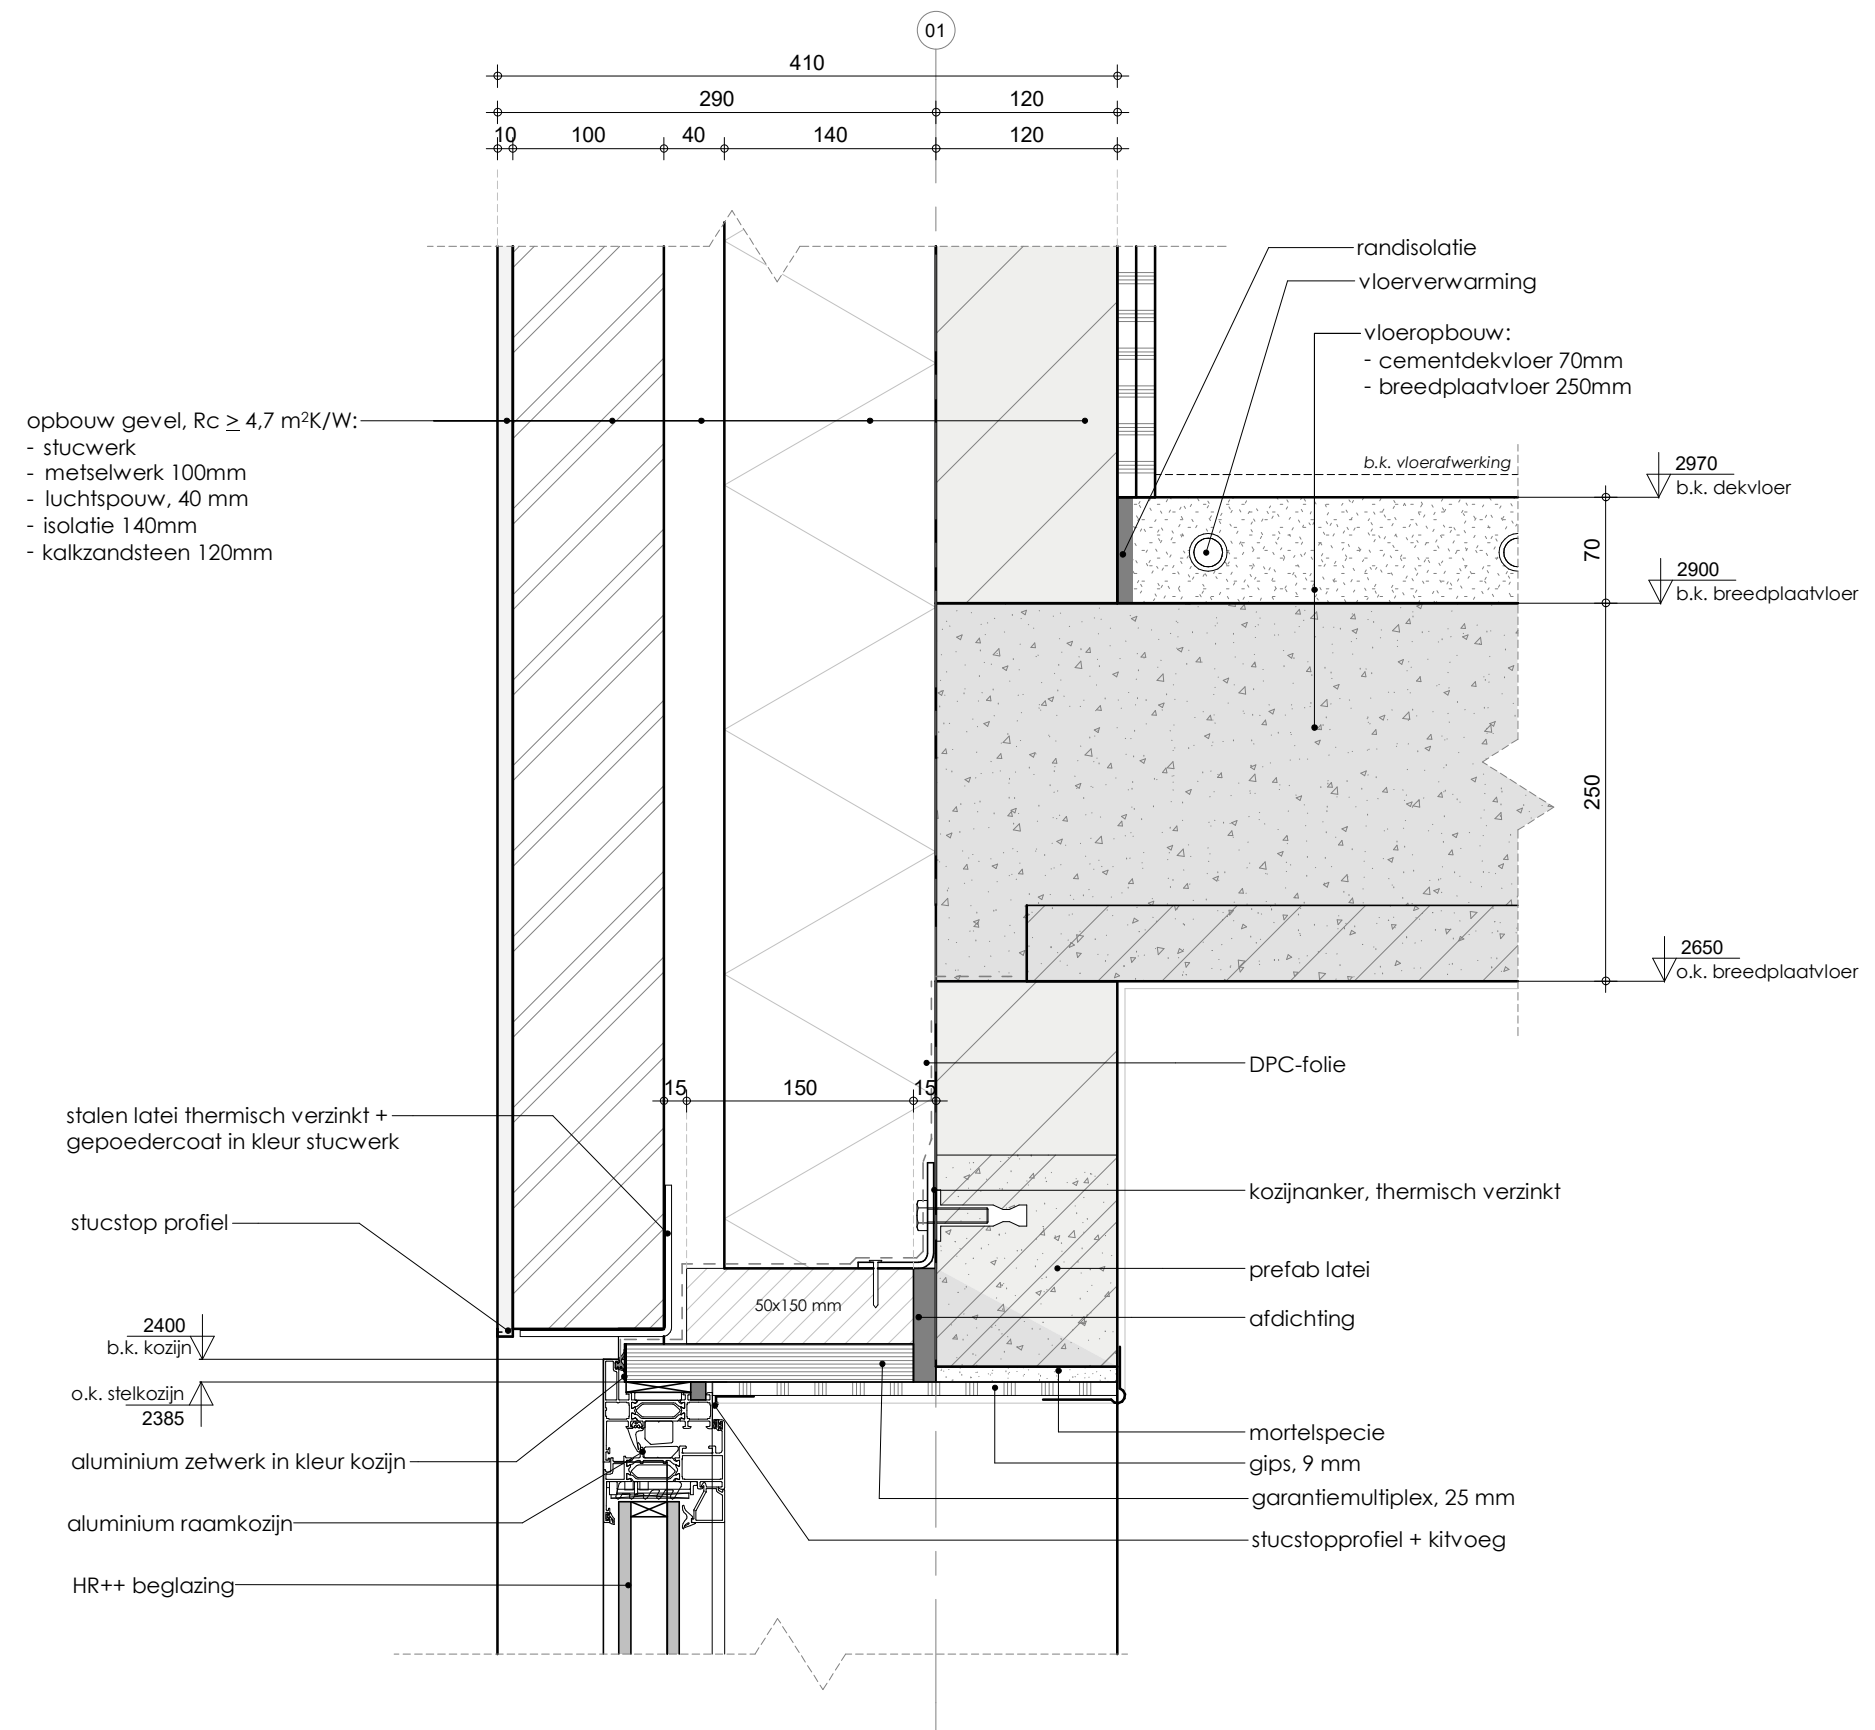 01
410
290
120
10
100
40
140
120
randisolatie
vloerverwarming
vloeropbouw:
- cementdekvloer 70mm
- breedplaatvloer 250mm
opbouw gevel, Rc ≥ 4,7 m²K/W:
- stucwerk
- metselwerk 100mm
- luchtspouw, 40 mm
- isolatie 140mm
- kalkzandsteen 120mm
b.k. vloerafwerking
2970
b.k. dekvloer
70
2900
b.k. breedplaatvloer
250
2650
o.k. breedplaatvloer
DPC-folie
15
150
15
stalen latei thermisch verzinkt +
gepoedercoat in kleur stucwerk
kozijnanker, thermisch verzinkt
stucstop profiel
prefab latei
50x150 mm
afdichting
2400
b.k. kozijn
o.k. stelkozijn
2385
mortelspecie
aluminium zetwerk in kleur kozijn
gips, 9 mm
garantiemultiplex, 25 mm
aluminium raamkozijn
stucstopprofiel + kitvoeg
HR++ beglazing